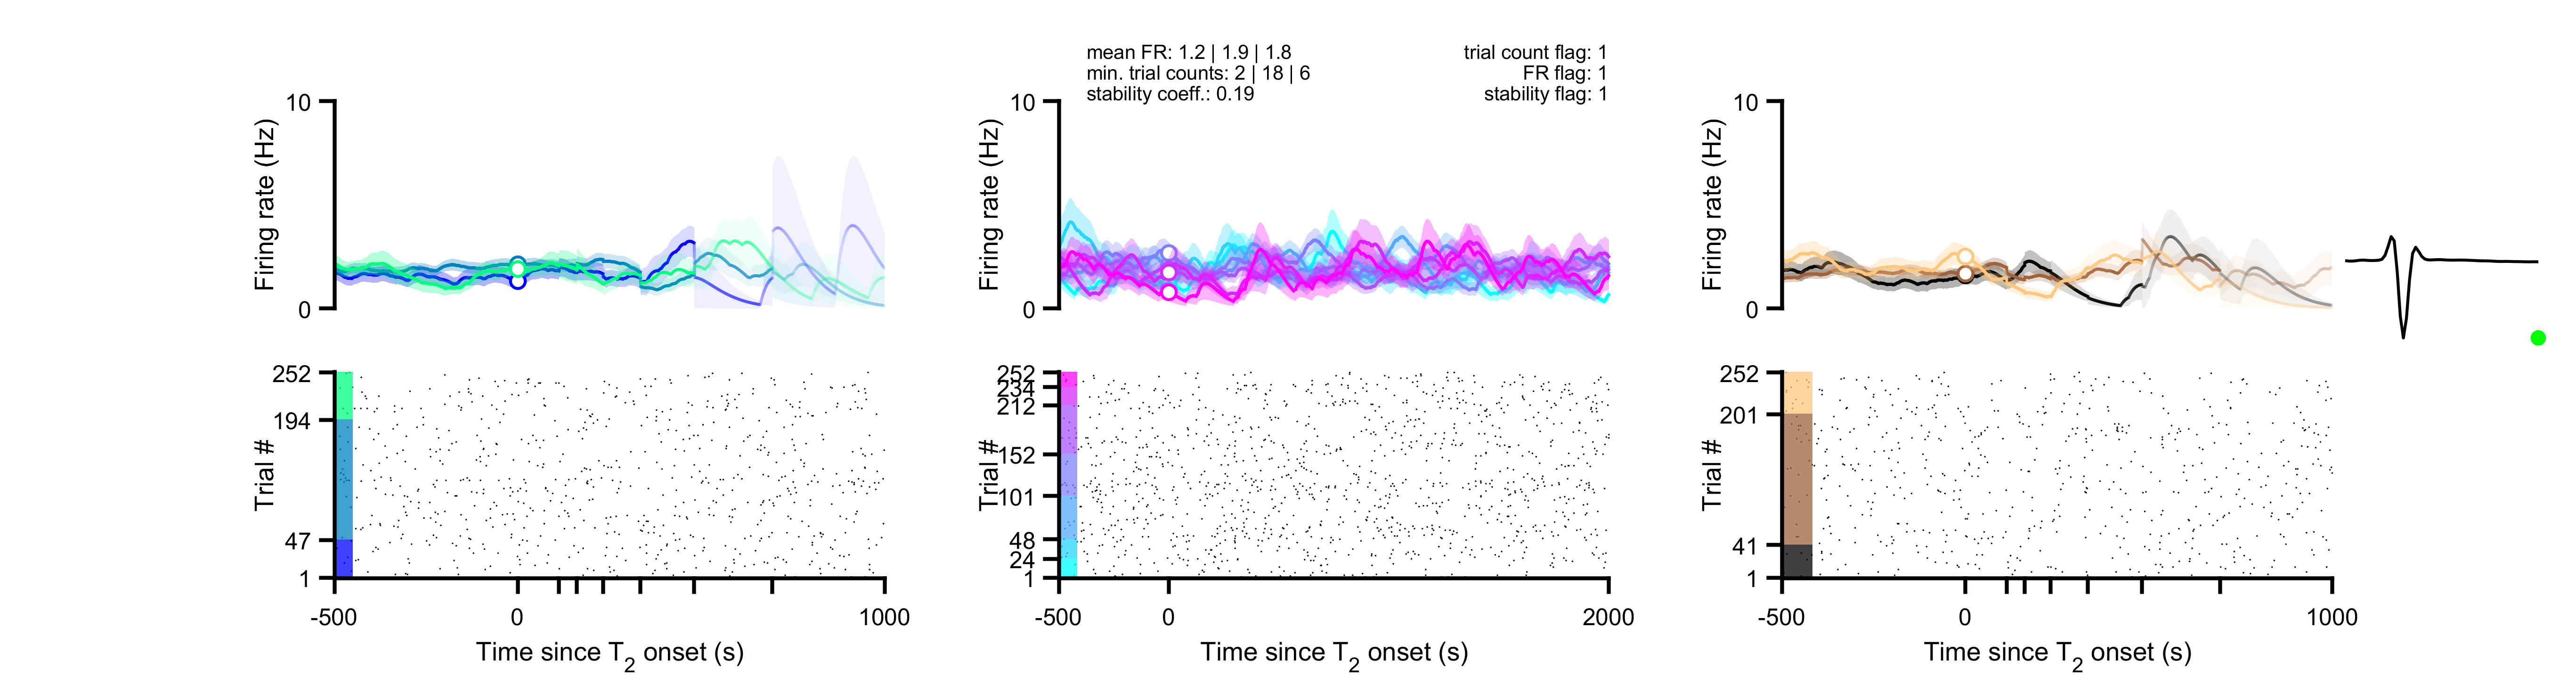 mean FR: 1.2 | 1.9 | 1.8
min. trial counts: 2 | 18 | 6
stability coeff.: 0.19
trial count flag: 1
FR flag: 1
stability flag: 1
10
Firing rate (Hz)
0
10
Firing rate (Hz)
0
10
Firing rate (Hz)
0
252
194
Trial #
47
1
-500
0
1000
Time since T2 onset (s)
252
234
212
Trial #
152
101
48
24
1
-500
0
2000
Time since T2 onset (s)
252
201
Trial #
41
1
-500
0
1000
Time since T2 onset (s)